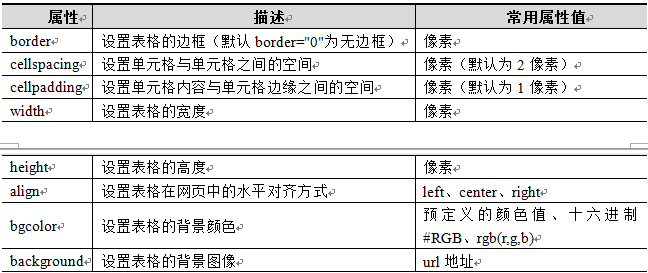 属性 描述 常用属性值
border 设置表格的边框（默认 border="0"为无边框） 像素
cellspacing 设置单元格与单元格之间的空间 像素（默认为 2 像素）
cellpadding 设置单元格内容与单元格边缘之间的空间 像素（默认为 1 像素）
width 设置表格的宽度 像素
height 设置表格的高度 像素
align 设置表格在网页中的水平对齐方式 left、center、right
bgcolor 设置表格的背景颜色 预定义的颜色值、十六进制
#RGB、rgb(r,g,b)
background 设置表格的背景图像 url 地址